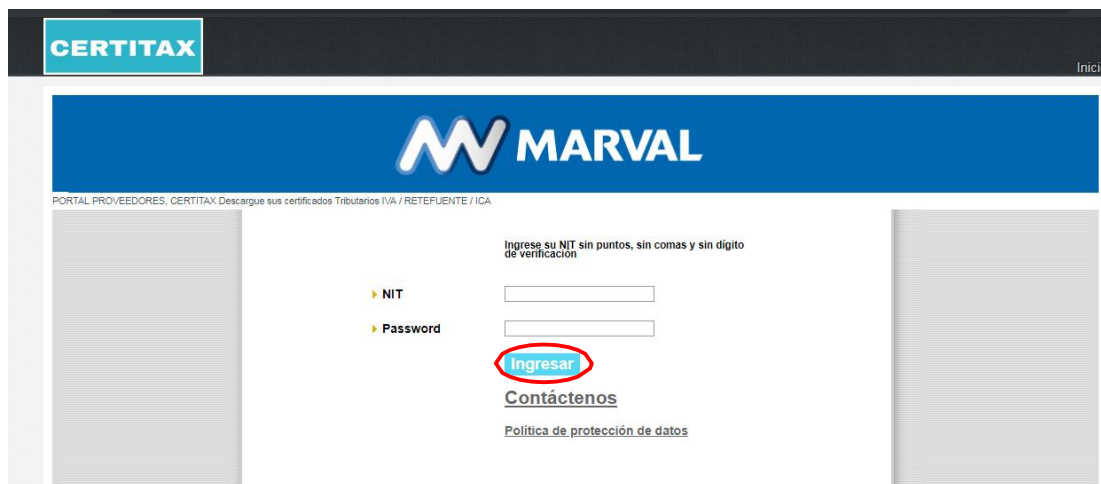 CERTITAX
Inici
MARVAL
PORTAL PROVEEDORES, CERTITAX Descargue sus certificados Tributarios IVA / RETEFUENTE / ICA
Ingrese su NIT sin puntos, sin comas y sin dígito
de verificación
NIT
Password
Ingresar
Contáctenos
Política de protección de datos